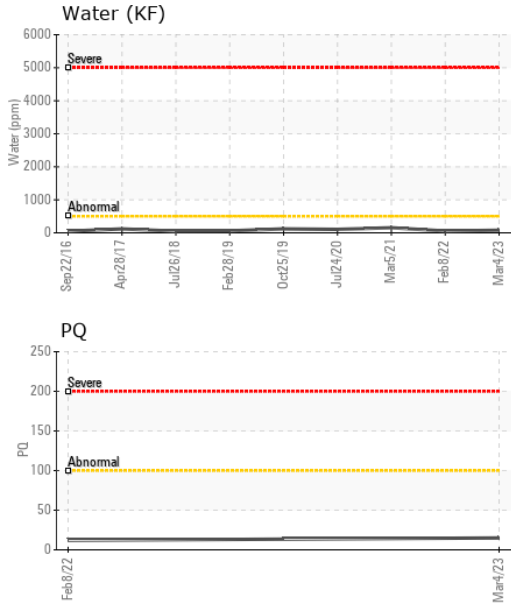 Water (KF)
6000
Severe
5000
4000
3000
2000
1000
Abnormal
0
Water (ppm)
Sep22/16
Apr28/17
Jul26/18
Feb28/19
Oct25/19
Jul24/20
Mar5/21
Feb8/22
Mar4/23
PQ
250
Severe
200
150
Abnormal
100
50
0
PQ
Feb8/22
Mar4/23